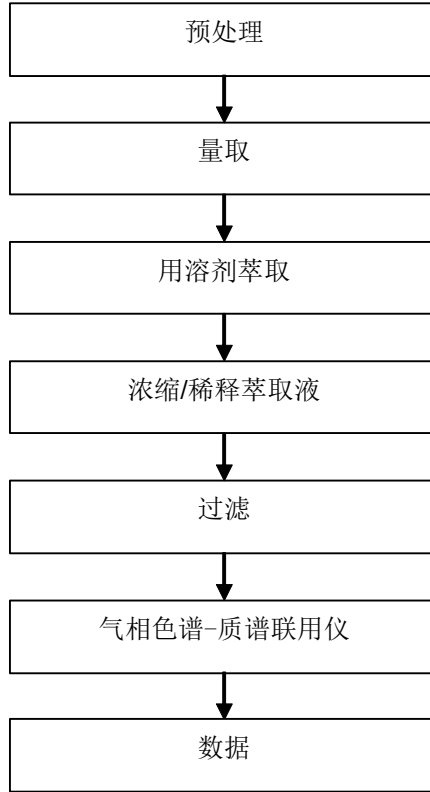 预处理
量取
用溶剂萃取
浓缩/稀释萃取液
过滤
气相色谱-质谱联用仪
数据